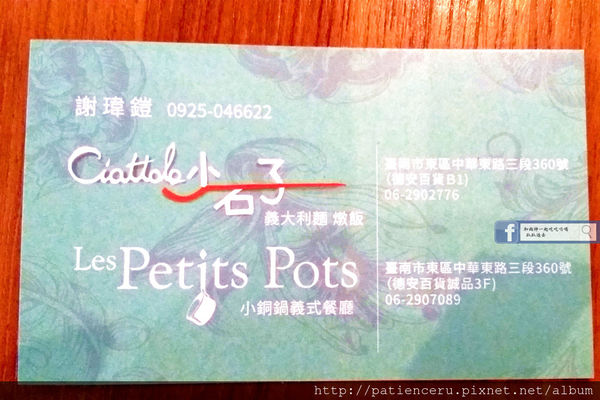 謝瑋鎧 0925-046622
Ciattole小石子
義大利麵 燉飯
臺南市東區中華東路三段360號
(德安百貨B1)
06-2902776
Les Petits Pots
小銅鍋義式餐廳
臺南市東區中華東路三段360號
(德安百貨誠品3F)
06-2907089
f
http://patienceru.pixnet.net/album